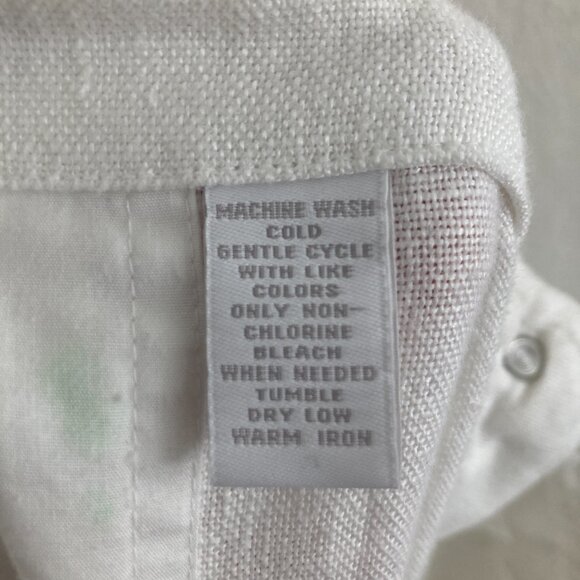 MACHINE WASH
COLD
GENTLE CYCLE
WITH LIKE
COLORS
ONLY NON-
CHLORINE
BLEACH
WHEN NEEDED
TUMBLE
DRY LOW
WARM IRON